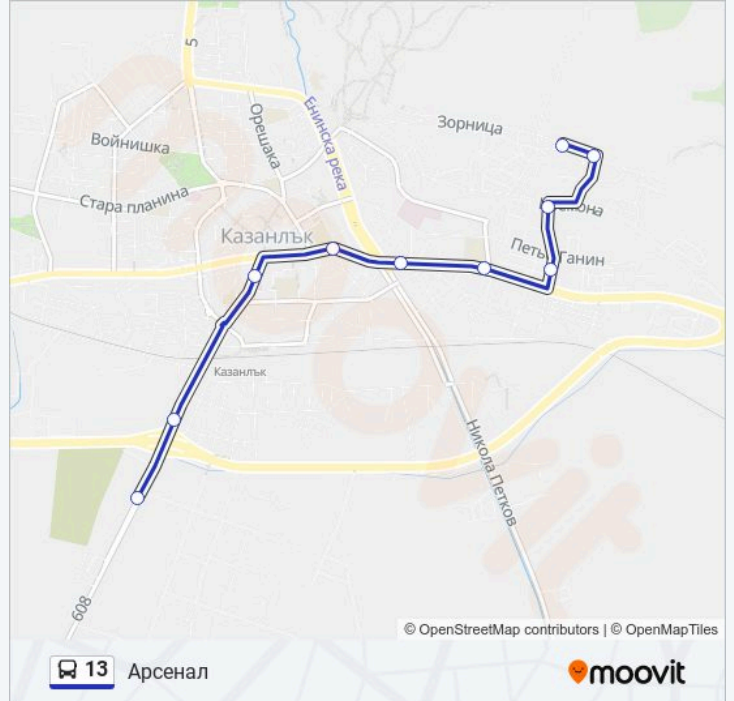 5
Зорница
Орешака
Енинска река
Войнишка
Стара планина
Казанлък
Петър Ганин
Казанлък
Никола Петков
608
© OpenStreetMap contributors | © OpenMapTiles
13 Арсенал
moovit